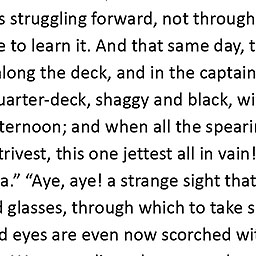 s struggling forward, not through
e to learn it. And that same day, t
along the deck, and in the captain
uarter-deck, shaggy and black, wi
ternoon; and when all the speari
trivest, this one jettest all in vain!
a.” “Aye, aye! a strange sight that
d glasses, through which to take s
d eyes are even now scorched wi